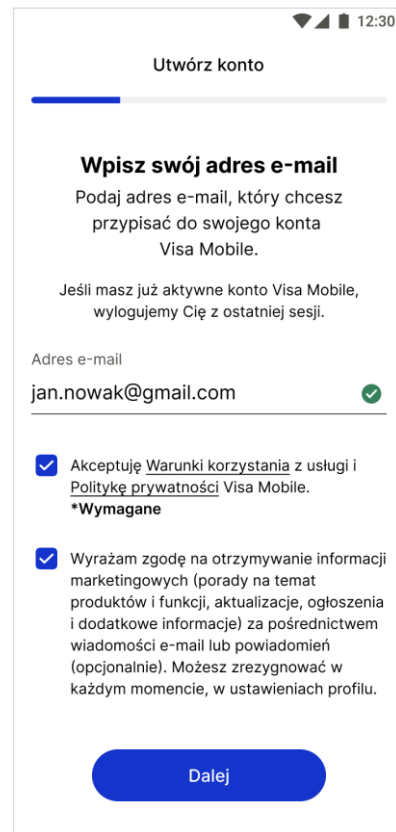 12:30
Utwórz konto
Wpisz swój adres e-mail
Podaj adres e-mail, który chcesz
przypisać do swojego konta
Visa Mobile.
Jeśli masz już aktywne konto Visa Mobile,
wylogujemy Cię z ostatniej sesji.
Adres e-mail
jan.nowak@gmail.com
Akceptuję Warunki korzystania z usługi i
Politykę prywatności Visa Mobile.
*Wymagane
Wyrażam zgodę na otrzymywanie informacji
marketingowych (porady na temat
produktów i funkcji, aktualizacje, ogłoszenia
i dodatkowe informacje) za pośrednictwem
wiadomości e-mail lub powiadomień
(opcjonalnie). Możesz zrezygnować w
każdym momencie, w ustawieniach profilu.
Dalej